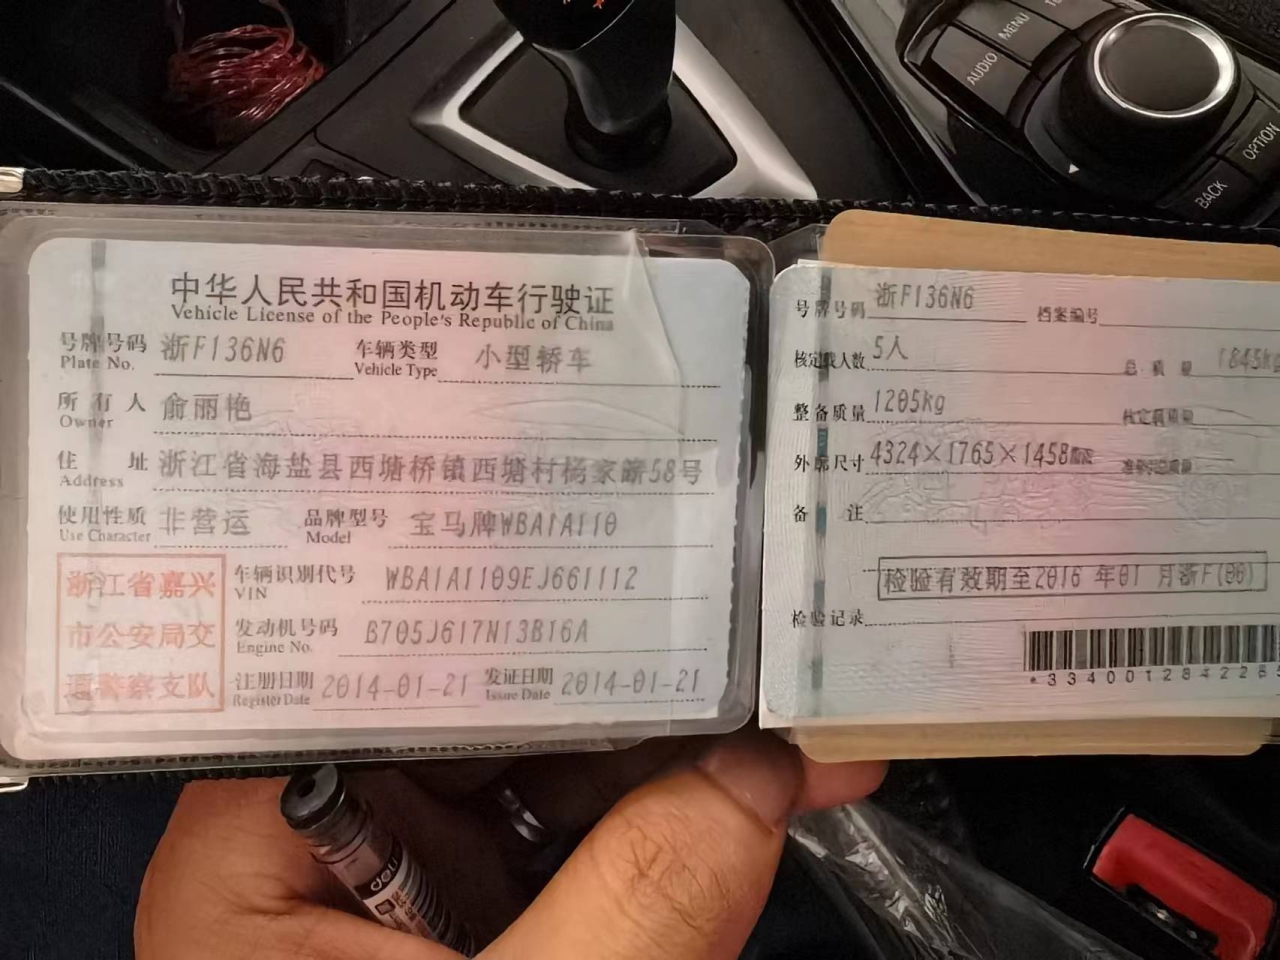 AUDIO
MENU
OPTION
BACK
中华人民共和国机动车行驶证
Vehicle License of the People's Republic of China
号牌号码 浙F136N6 车辆类型 小型轿车
Plate No. Vehicle Type
所有人 俞丽艳
Owner
住址 浙江省海盐县西塘桥镇西塘村杨家簖58号
Address
使用性质 非营运 品牌型号 宝马牌WBA1A110
Use Character Model
浙江省嘉兴
市公安局交
通警察支队
车辆识别代号 WBA1A1109EJ661112
VIN
发动机号码 B705J617N13B16A
Engine No.
注册日期 2014-01-21 发证日期 2014-01-21
Register Date Issue Date
号牌号码 浙F136N6 档案编号
核定载人数 5人 总质量 1645kg
整备质量 1205kg 核定载质量
外廓尺寸 4324×1765×1458mm 准牵引总质量
备注
检验有效期至2016年01月浙F(00)
检验记录
*334001284226
deli